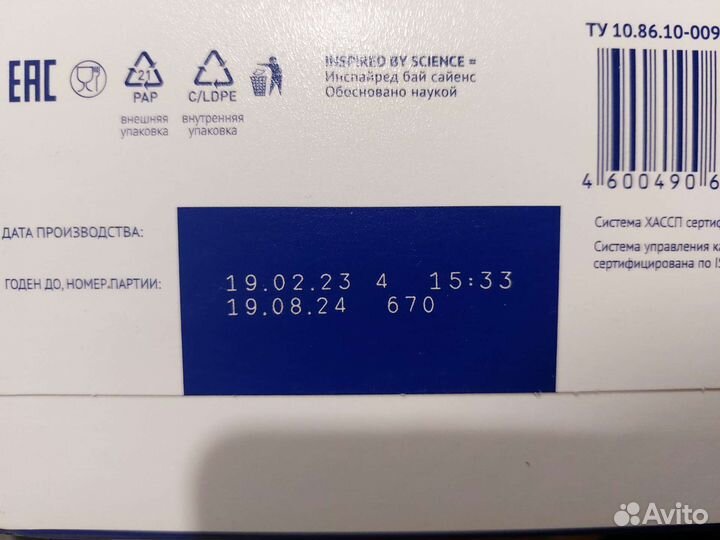 ТУ 10.86.10-009
EAC
21
PAP
внешняя
упаковка
C/LDPE
внутренняя
упаковка
INSPIRED BY SCIENCE =
Инспайред бай сайенс
Обосновано наукой
4 600490 6
ДАТА ПРОИЗВОДСТВА:
ГОДЕН ДО, НОМЕР ПАРТИИ:
19.02.23 4 15:33
19.08.24 670
Система ХАССП
Система управления
сертифицирована по
Avito